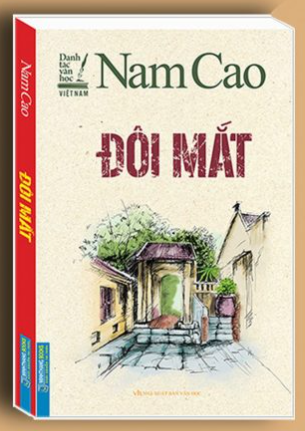 Danh
tác
văn
học
VIỆT NAM
Nam Cao
ĐÔI MẮT
NAM CAO
ĐÔI MẮT